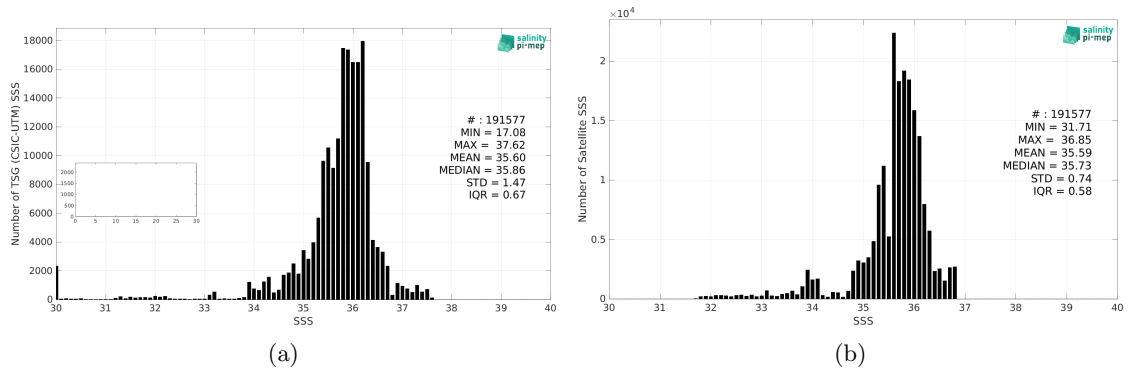 18000
16000
14000
12000
10000
8000
6000
4000
2000
0
Number of TSG (CSIC-UTM) SSS
30 31 32 33 34 35 36 37 38 39 40
SSS
2000
1500
1000
500
0
0 5 10 15 20 25 30
salinity
pi-mep
# : 191577
MIN = 17.08
MAX = 37.62
MEAN = 35.60
MEDIAN = 35.86
STD = 1.47
IQR = 0.67
(a)
×10⁴
2
1.5
1
0.5
0
Number of Satellite SSS
30 31 32 33 34 35 36 37 38 39 40
SSS
salinity
pi-mep
# : 191577
MIN = 31.71
MAX = 36.85
MEAN = 35.59
MEDIAN = 35.73
STD = 0.74
IQR = 0.58
(b)